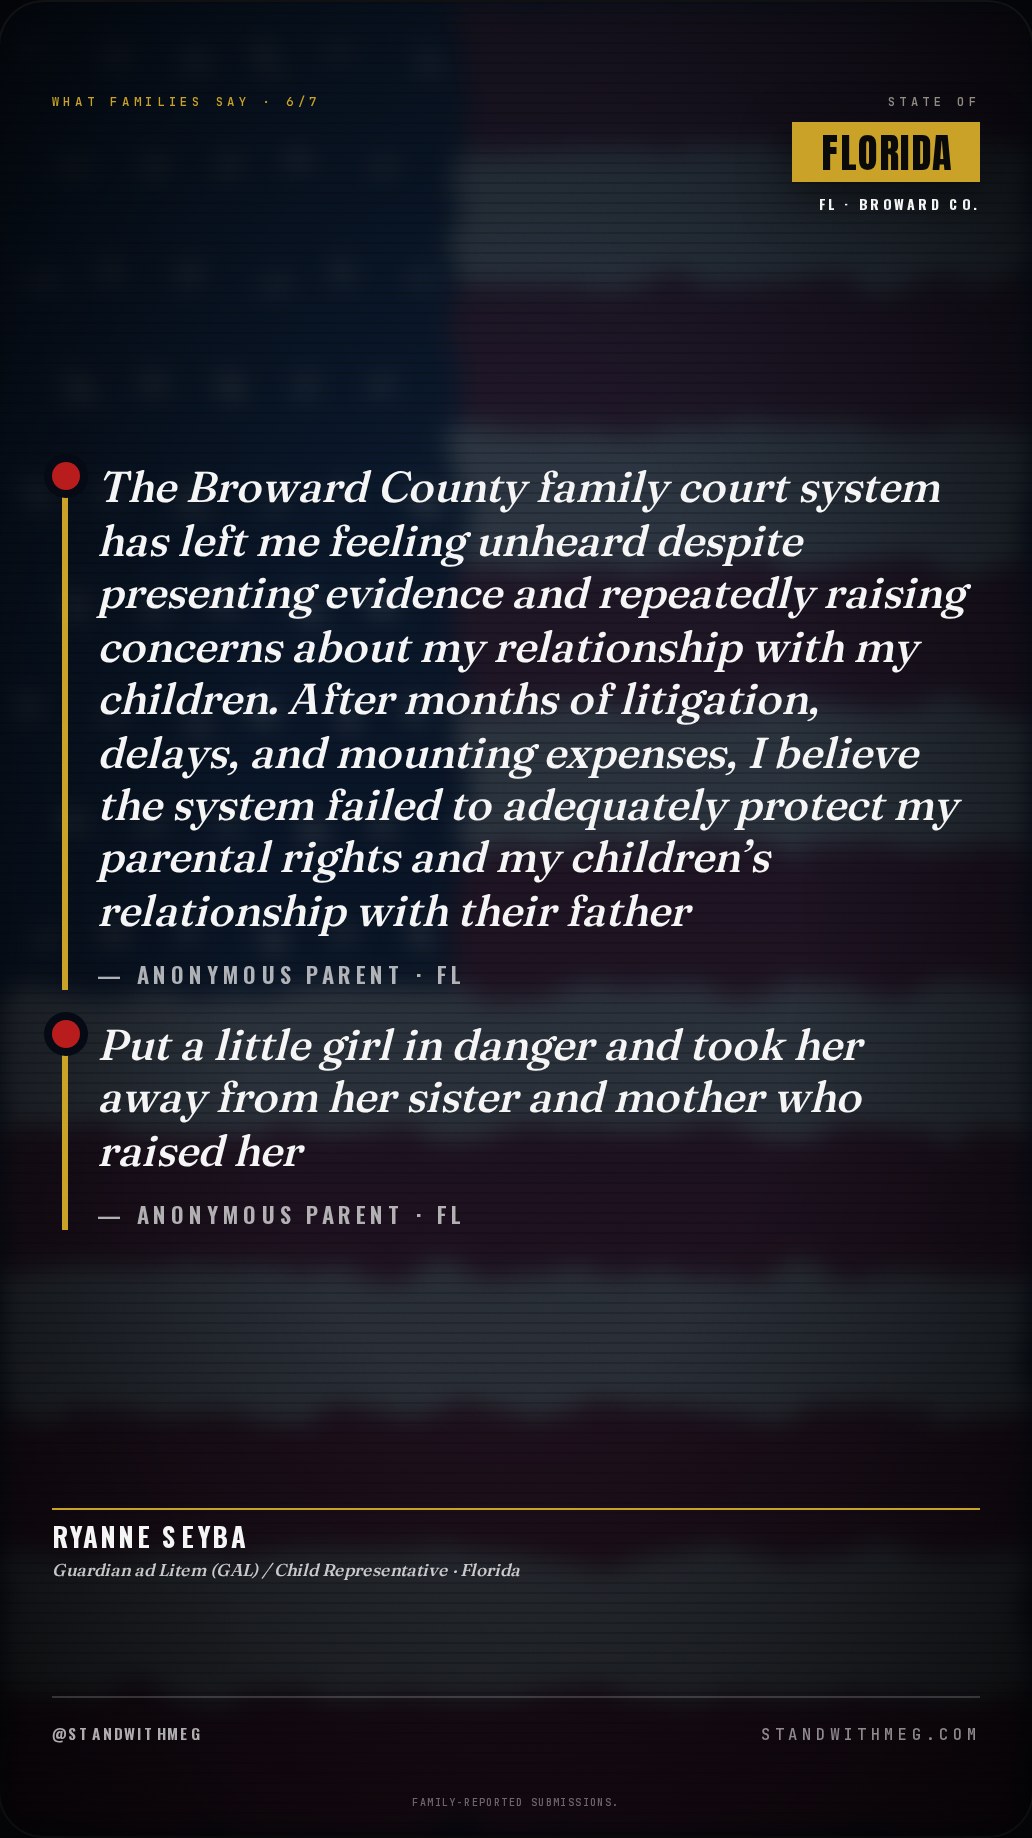 WHAT FAMILIES SAY · 6/7
STATE OF
FLORIDA
FL · BROWARD CO.
The Broward County family court system
has left me feeling unheard despite
presenting evidence and repeatedly raising
concerns about my relationship with my
children. After months of litigation,
delays, and mounting expenses, I believe
the system failed to adequately protect my
parental rights and my children’s
relationship with their father
— ANONYMOUS PARENT · FL
Put a little girl in danger and took her
away from her sister and mother who
raised her
— ANONYMOUS PARENT · FL
RYANNE SEYBA
Guardian ad Litem (GAL) / Child Representative · Florida
@STANDWITHMEG
STANDWITHMEG.COM
FAMILY-REPORTED SUBMISSIONS.